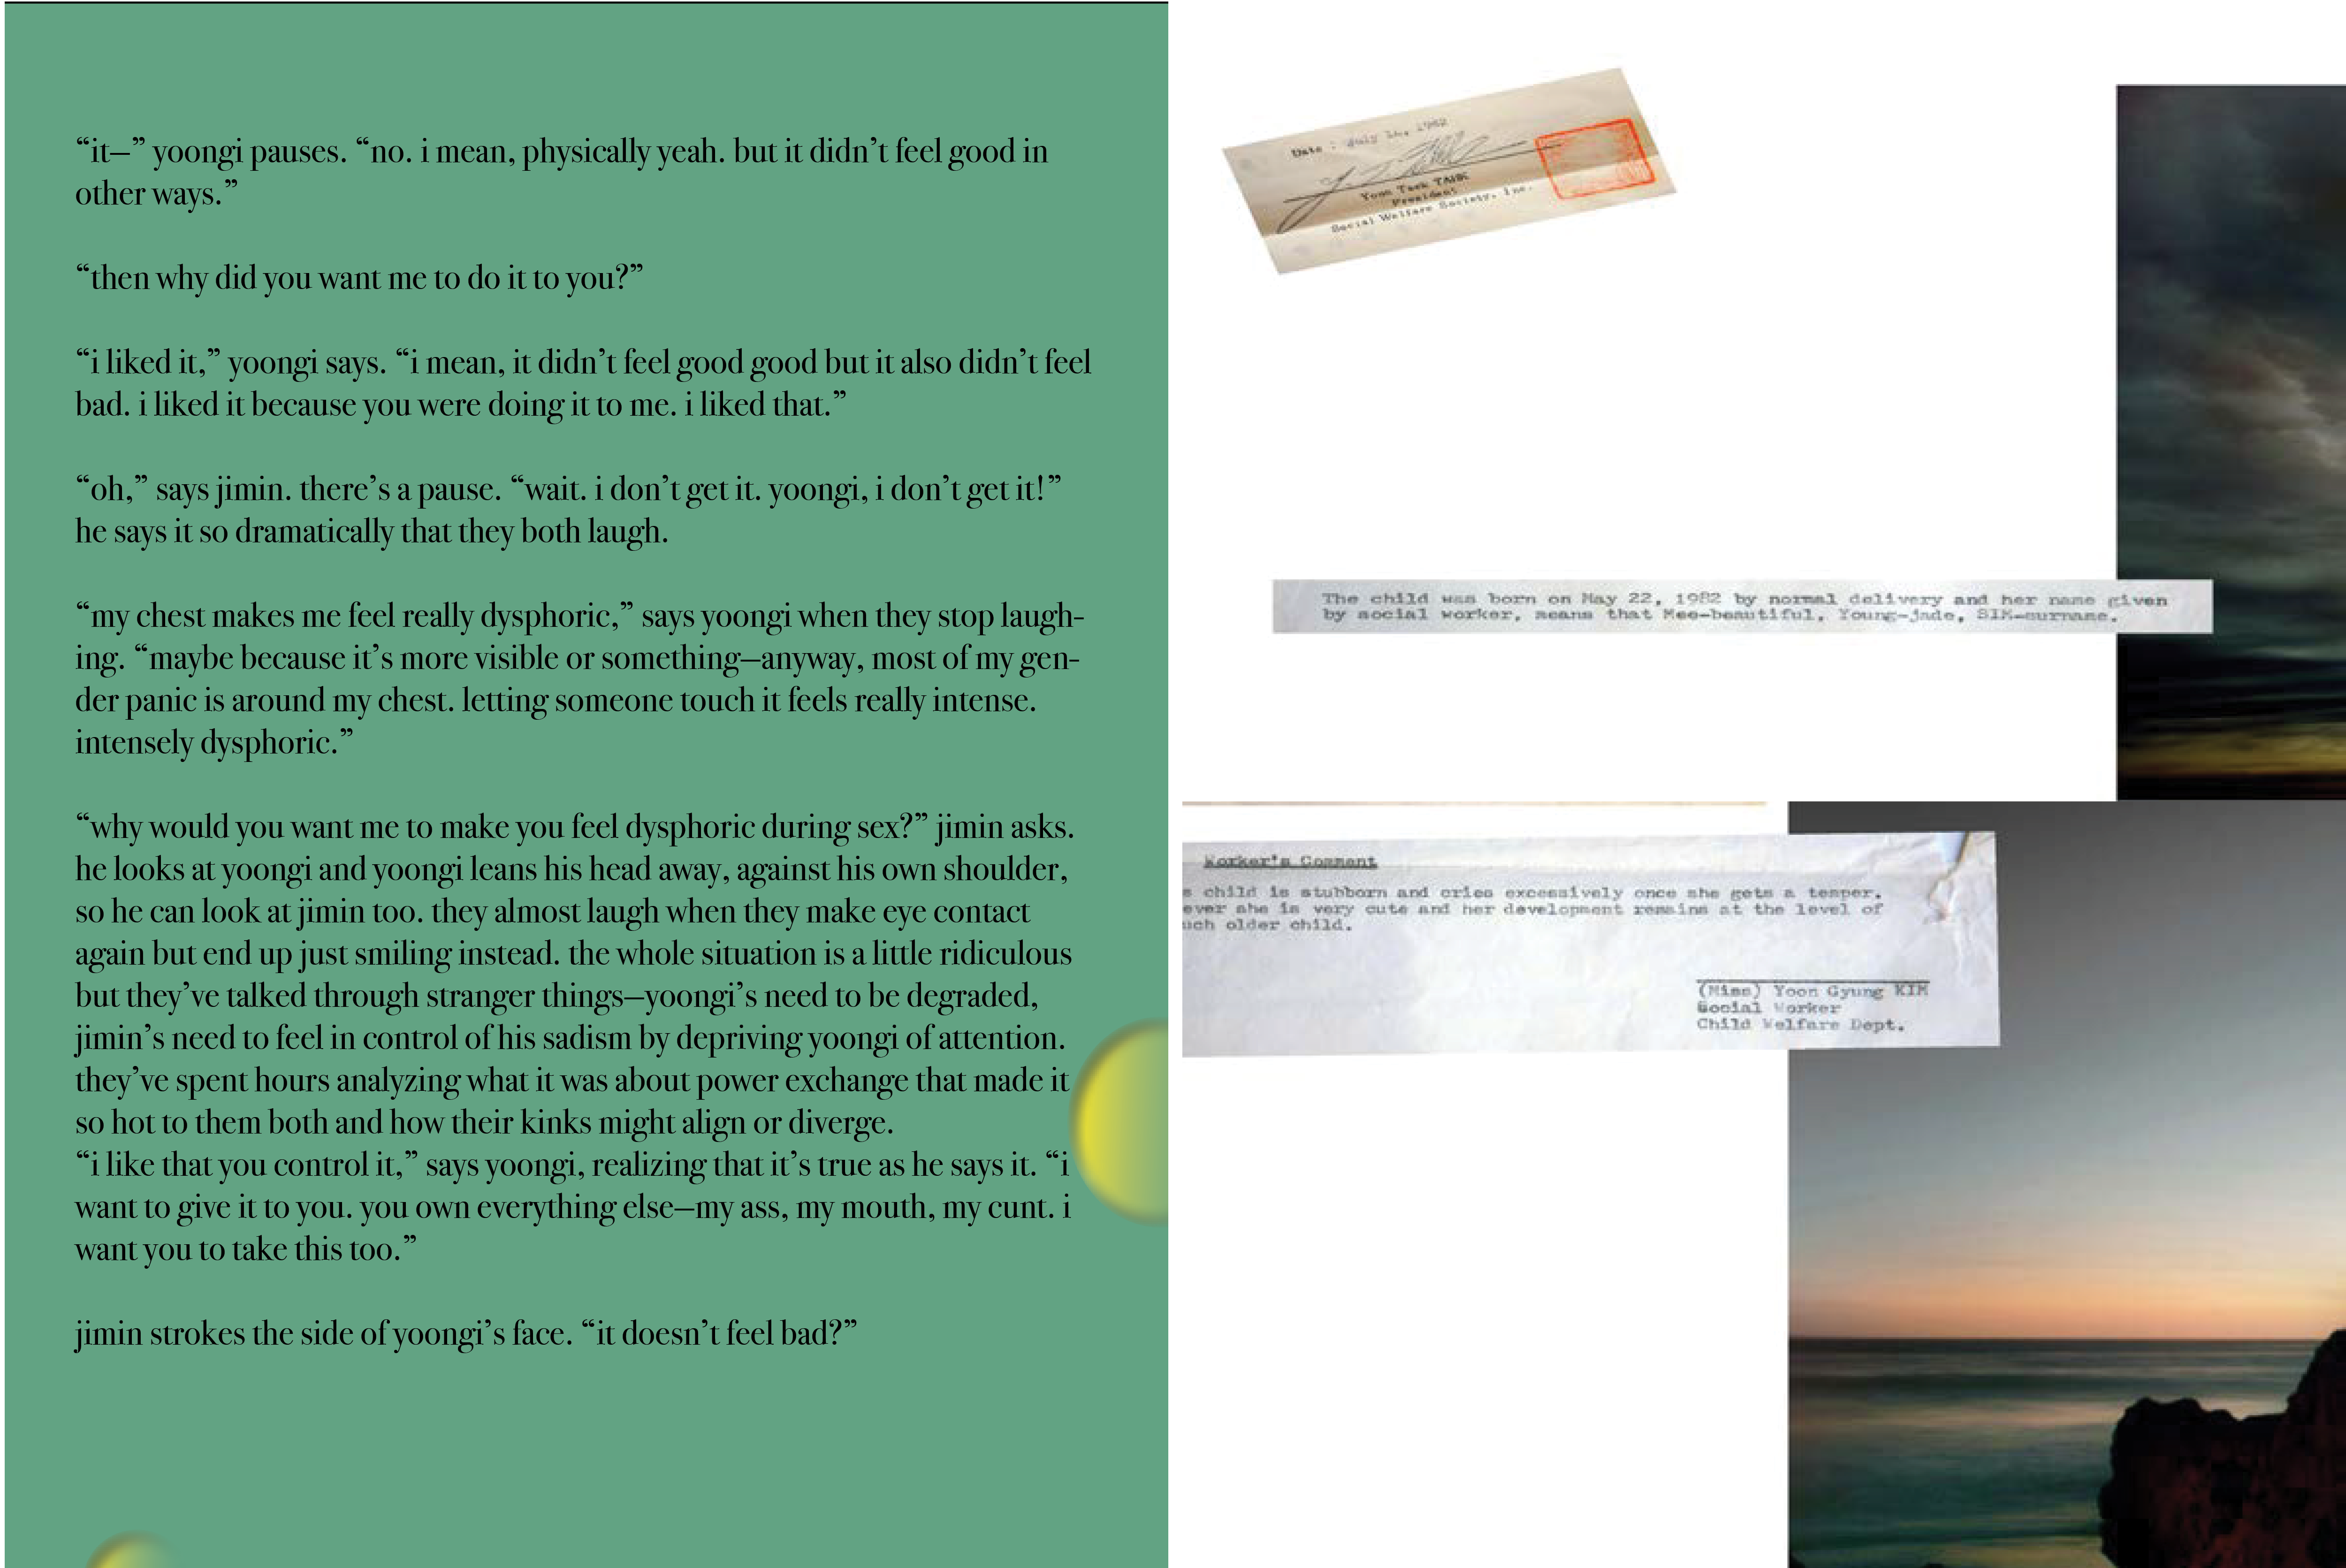 “it—” yoongi pauses. “no. i mean, physically yeah. but it didn’t feel good in
other ways.”
“then why did you want me to do it to you?”
“i liked it,” yoongi says. “i mean, it didn’t feel good good but it also didn’t feel
bad. i liked it because you were doing it to me. i liked that.”
“oh,” says jimin. there’s a pause. “wait. i don’t get it. yoongi, i don’t get it!”
he says it so dramatically that they both laugh.
“my chest makes me feel really dysphoric,” says yoongi when they stop laugh-
ing. “maybe because it’s more visible or something—anyway, most of my gen-
der panic is around my chest. letting someone touch it feels really intense.
intensely dysphoric.”
“why would you want me to make you feel dysphoric during sex?” jimin asks.
he looks at yoongi and yoongi leans his head away, against his own shoulder,
so he can look at jimin too. they almost laugh when they make eye contact
again but end up just smiling instead. the whole situation is a little ridiculous
but they’ve talked through stranger things—yoongi’s need to be degraded,
jimin’s need to feel in control of his sadism by depriving yoongi of attention.
they’ve spent hours analyzing what it was about power exchange that made it
so hot to them both and how their kinks might align or diverge.
“i like that you control it,” says yoongi, realizing that it’s true as he says it. “i
want to give it to you. you own everything else—my ass, my mouth, my cunt. i
want you to take this too.”
jimin strokes the side of yoongi’s face. “it doesn’t feel bad?”
Date : July 1982
Youn Taek TAHK
President
Social Welfare Society, Inc.
The child was born on May 22, 1982 by normal delivery and her name given
by social worker, means that Mee-beautiful, Young-jade, SIM-surname.
Worker's Comment
s child is stubborn and cries excessively once she gets a temper.
ever she is very cute and her development remains at the level of
uch older child.
(Miss) Yoon Gyung KIM
Social Worker
Child Welfare Dept.